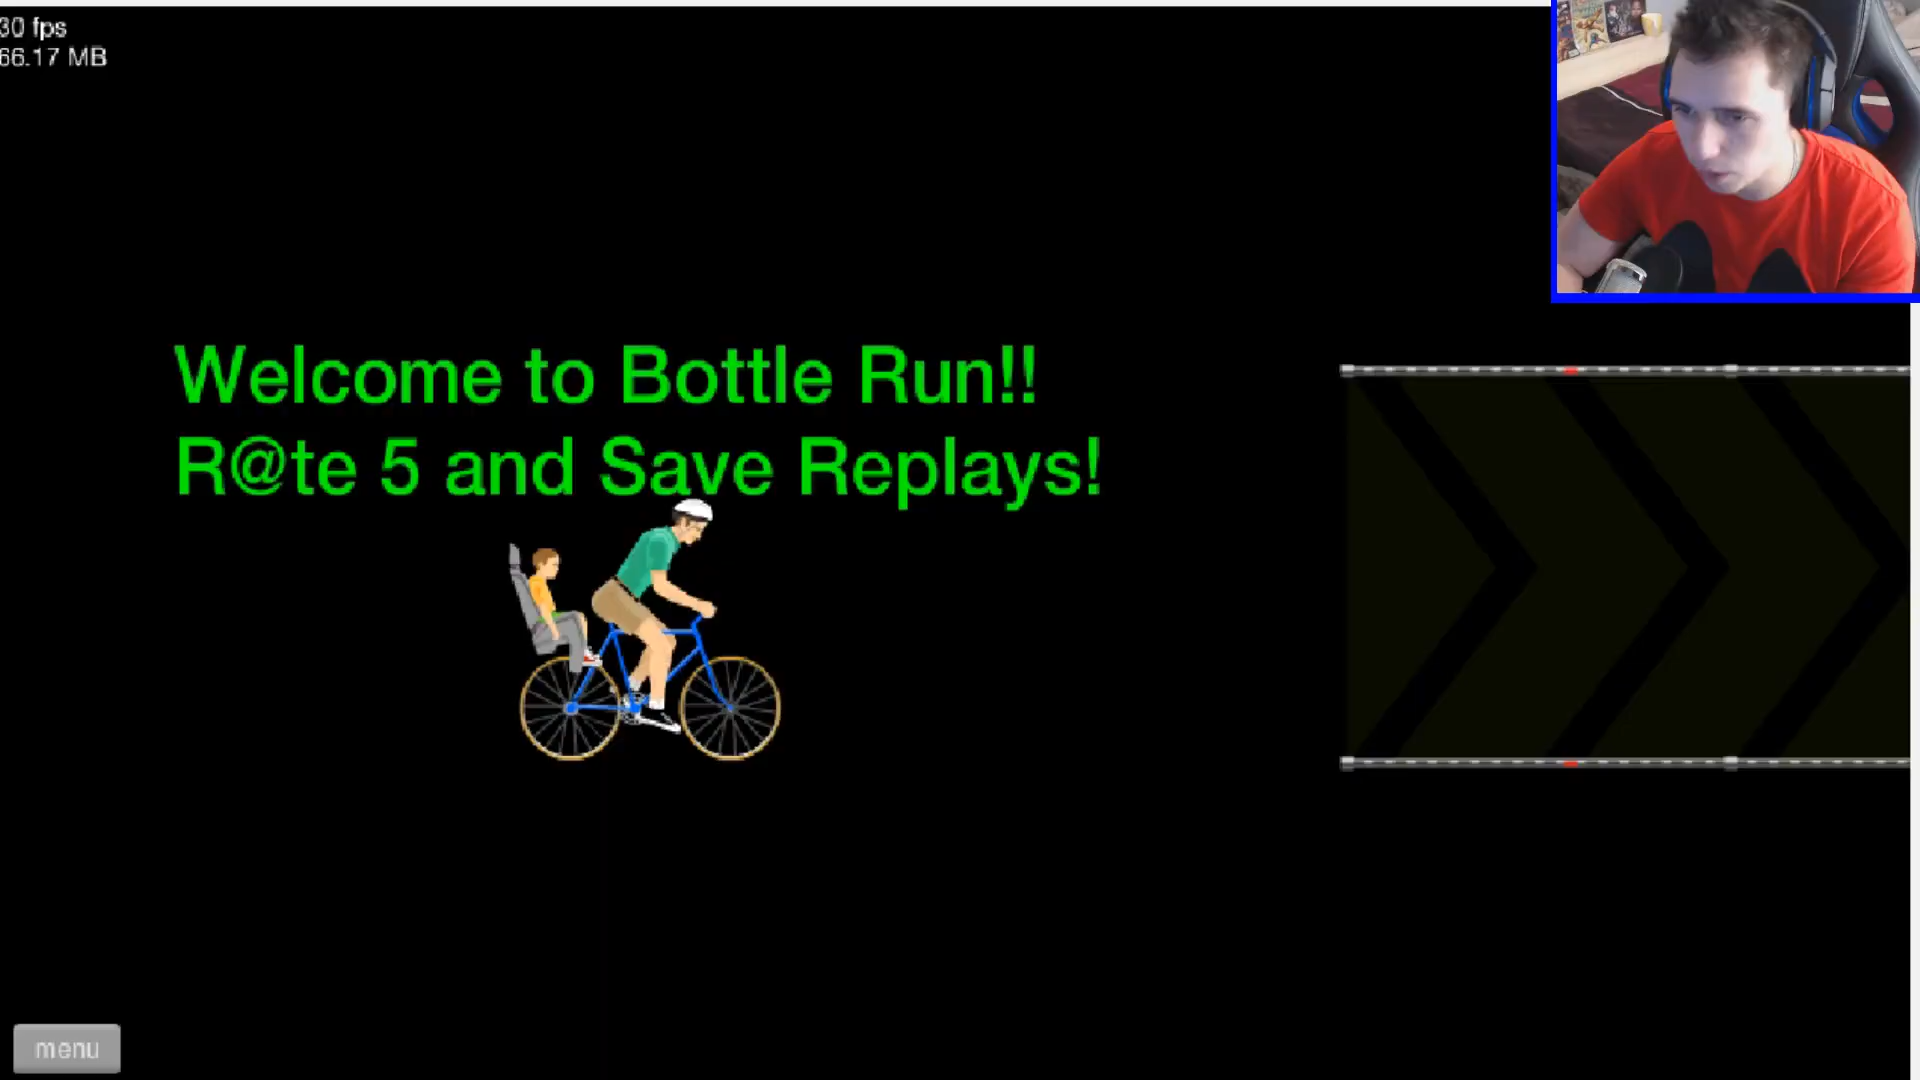 30 fps
66.17 MB
Welcome to Bottle Run!!
R@te 5 and Save Replays!
menu